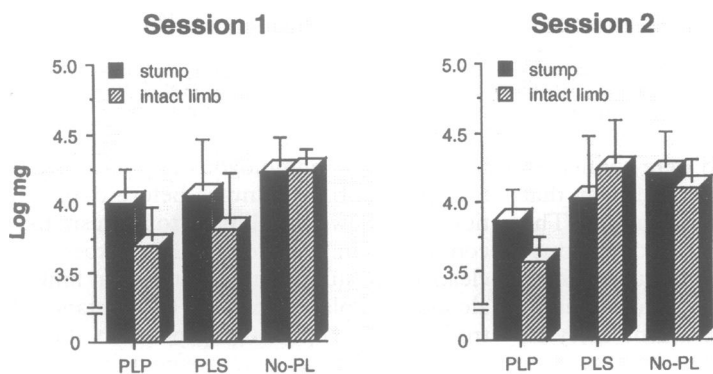 Session 1
Session 2
Log mg
5.0
4.5
4.0
3.5
0
stump
intact limb
PLP
PLS
No-PL
5.0
4.5
4.0
3.5
0
stump
intact limb
PLP
PLS
No-PL